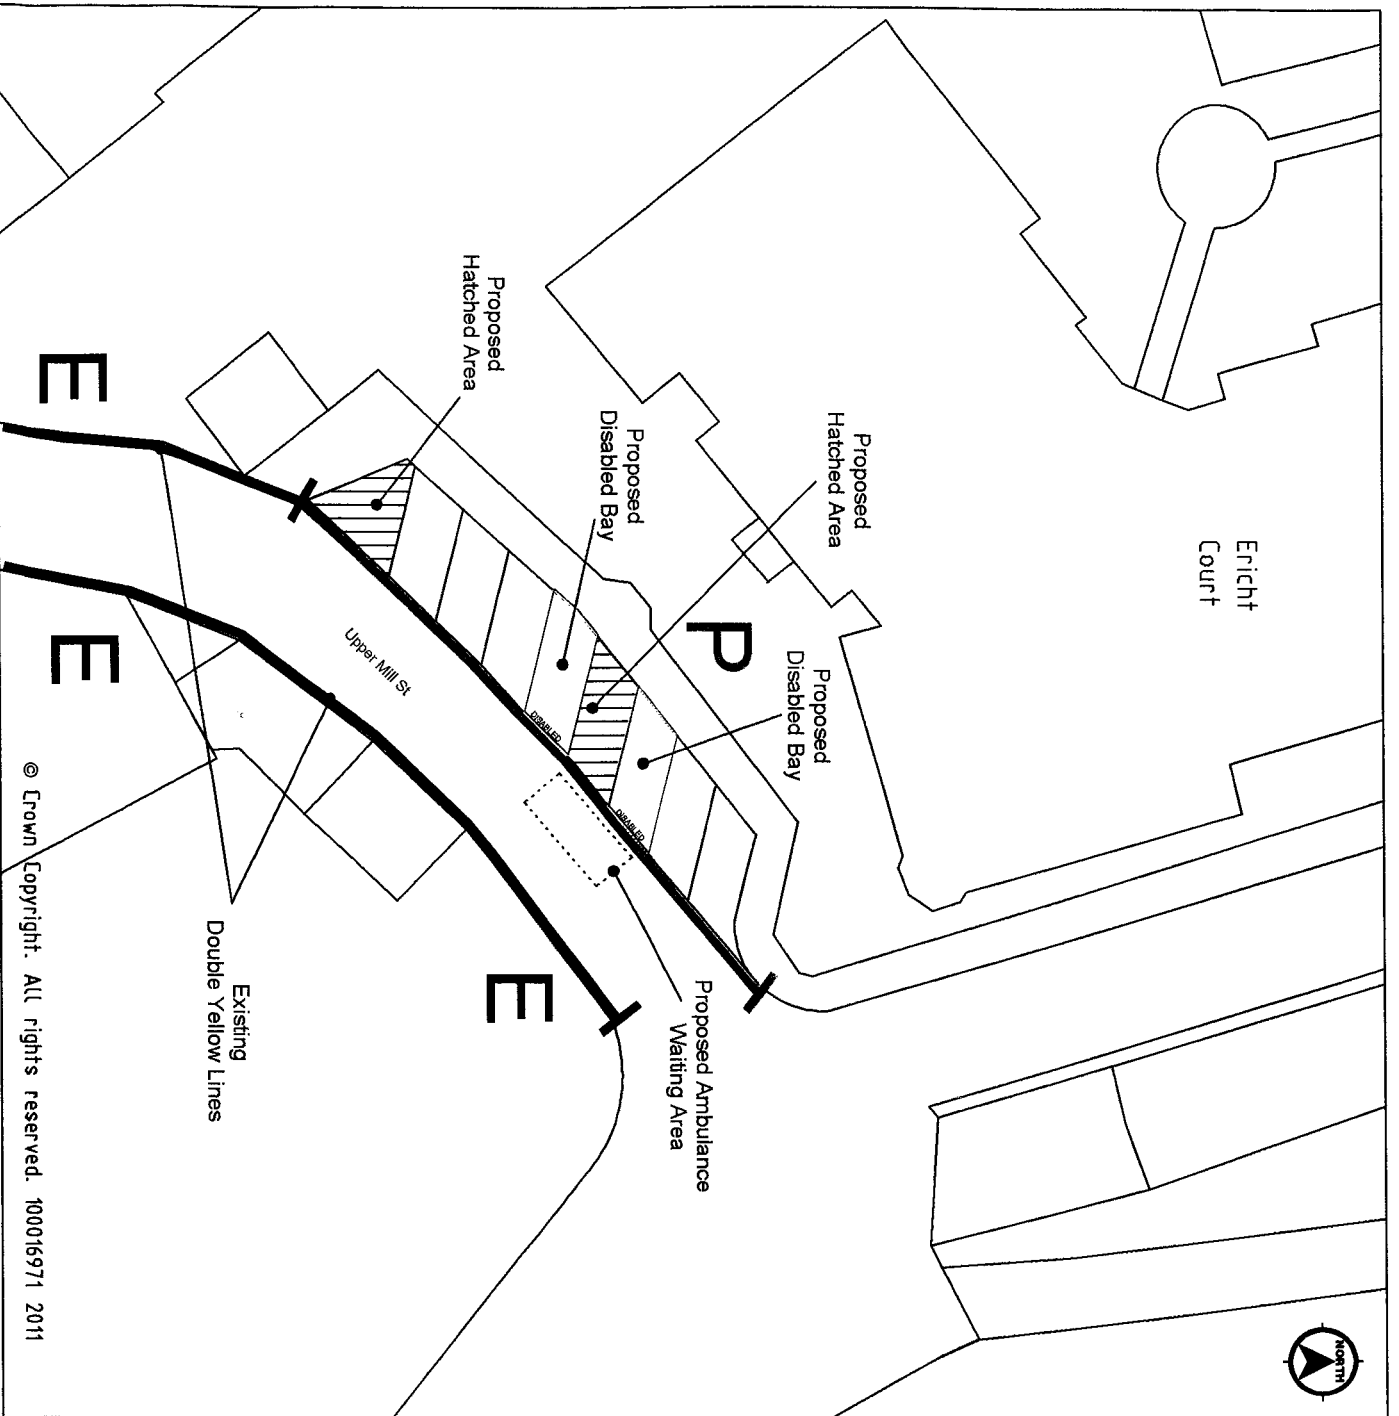 Ericht
Court
Proposed
Hatched Area
Proposed
Disabled Bay
Proposed
Hatched Area
P
Proposed
Disabled Bay
DISABLED
DISABLED
Upper Mill St
Proposed Ambulance
Waiting Area
E
E
E
Existing
Double Yellow Lines
© Crown Copyright. All rights reserved. 100016971 2011
NORTH